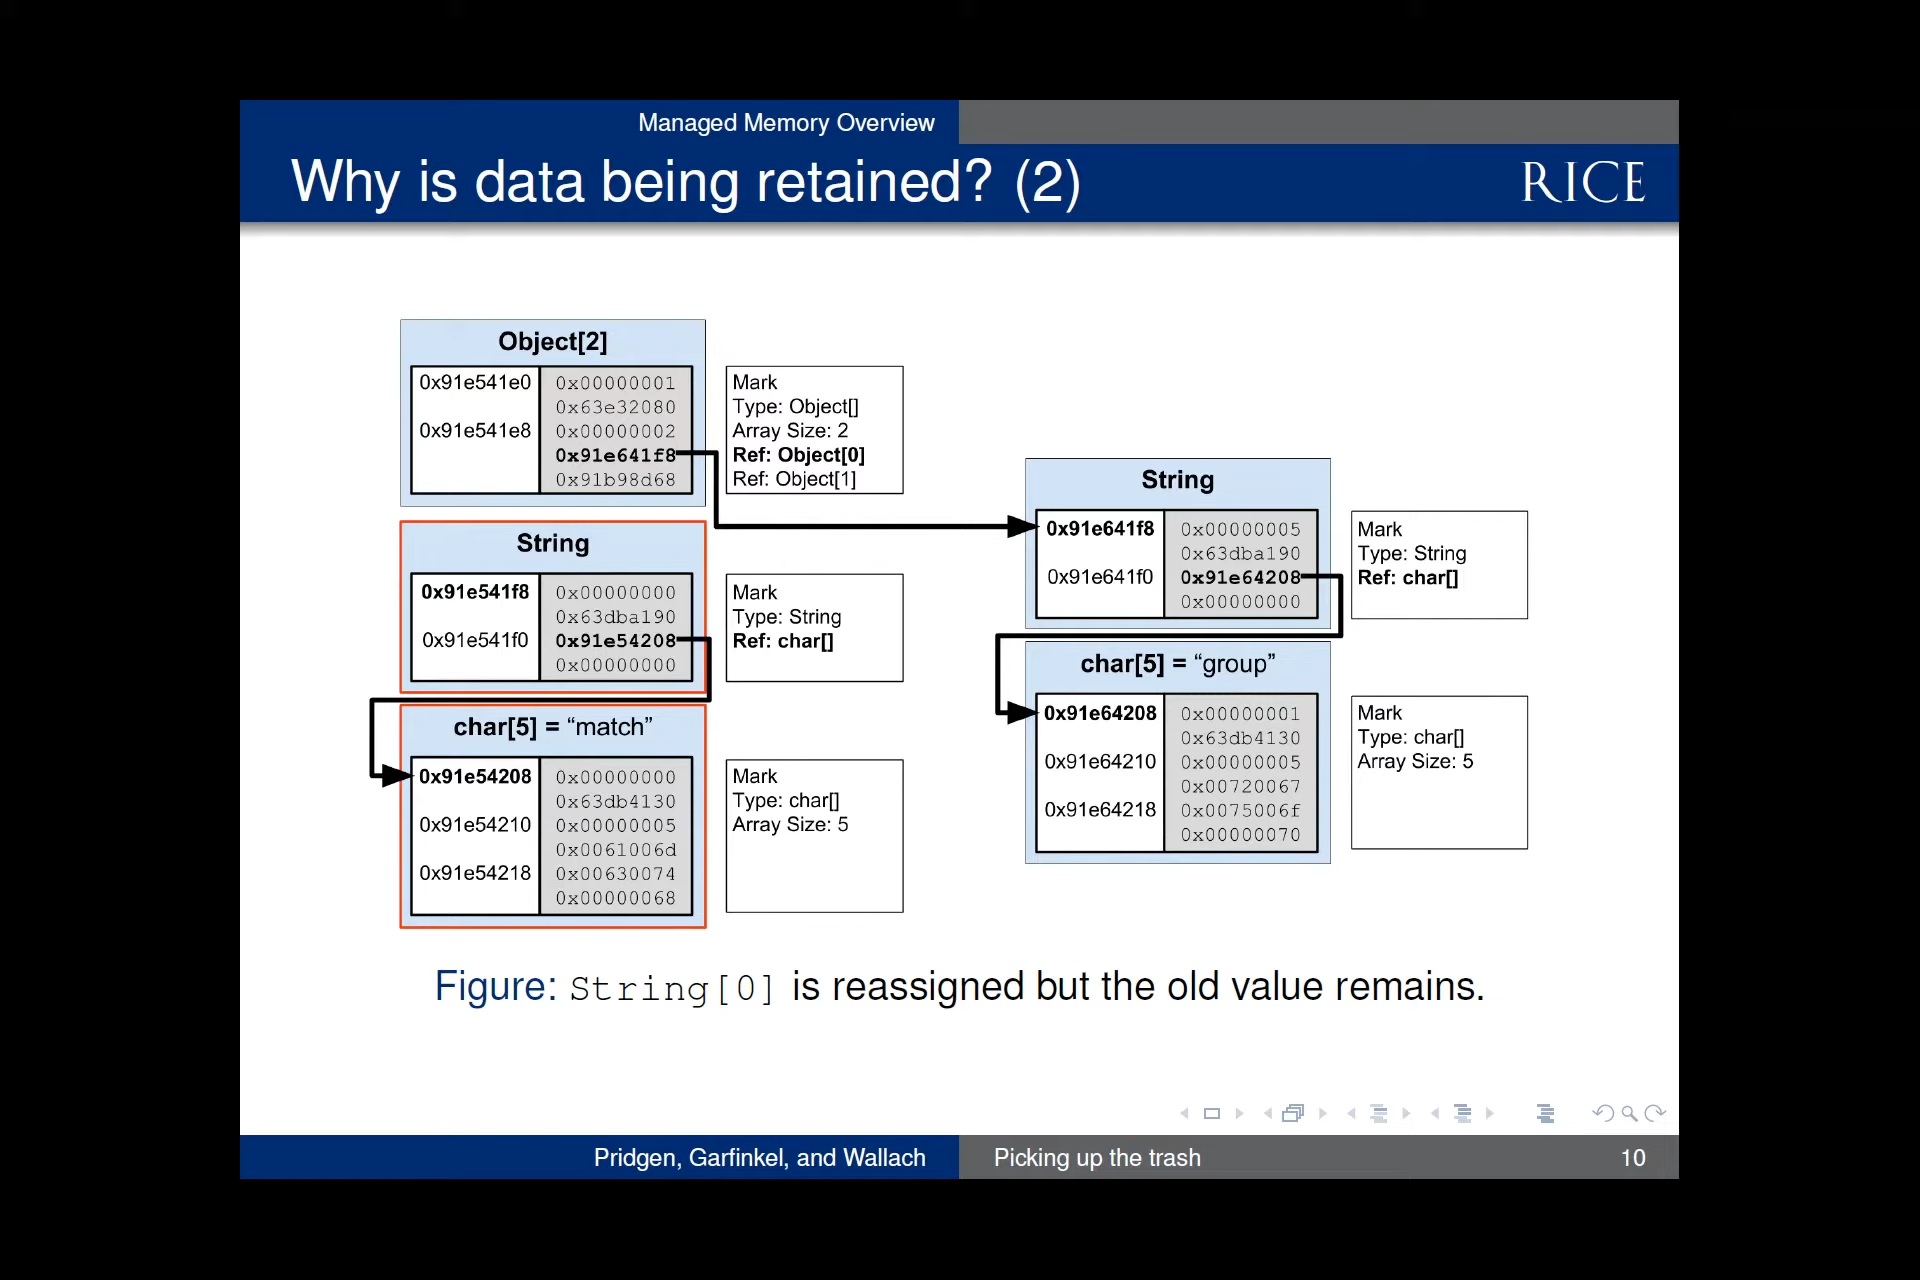 Managed Memory Overview
Why is data being retained? (2)
RICE
Object[2]
0x91e541e0 0x00000001
0x63e32080
0x91e541e8 0x00000002
0x91e641f8
0x91b98d68
Mark
Type: Object[]
Array Size: 2
Ref: Object[0]
Ref: Object[1]
String
0x91e541f8 0x00000000
0x63dba190
0x91e541f0 0x91e54208
0x00000000
Mark
Type: String
Ref: char[]
char[5] = “match”
0x91e54208 0x00000000
0x63db4130
0x91e54210 0x00000005
0x0061006d
0x91e54218 0x00630074
0x00000068
Mark
Type: char[]
Array Size: 5
String
0x91e641f8 0x00000005
0x63dba190
0x91e641f0 0x91e64208
0x00000000
Mark
Type: String
Ref: char[]
char[5] = “group”
0x91e64208 0x00000001
0x63db4130
0x91e64210 0x00000005
0x00720067
0x91e64218 0x0075006f
0x00000070
Mark
Type: char[]
Array Size: 5
Figure: String[0] is reassigned but the old value remains.
Pridgen, Garfinkel, and Wallach
Picking up the trash
10